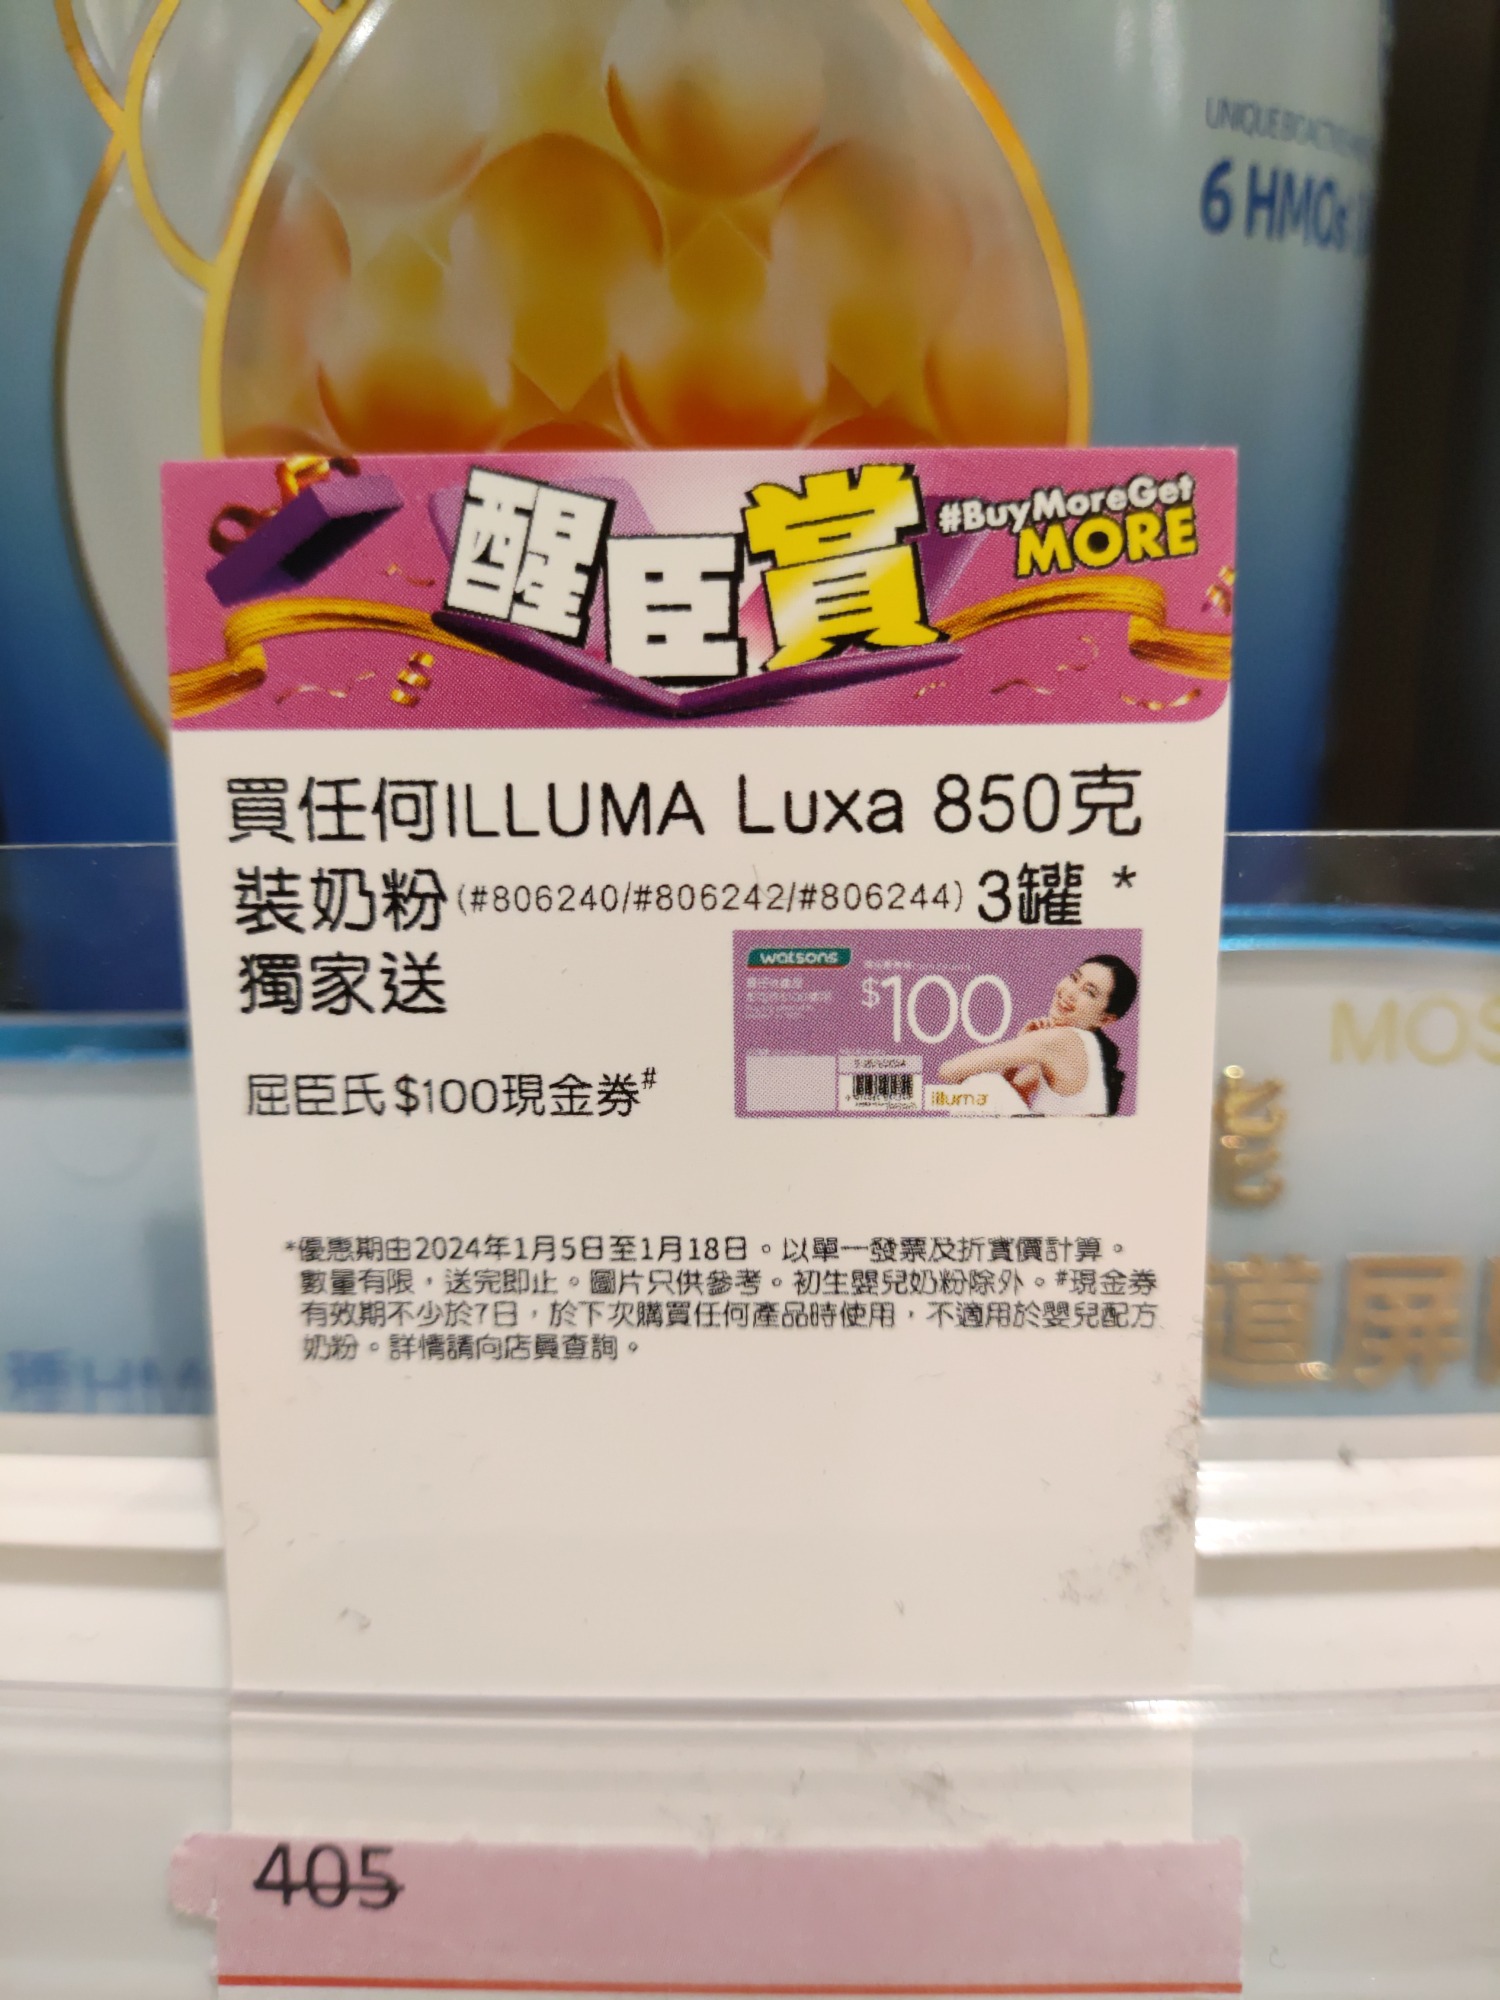 6 HMOs
醒臣賞
#BuyMoreGet
MORE
買任何ILLUMA Luxa 850克
裝奶粉(#806240/#806242/#806244) 3罐*
獨家送
屈臣氏$100現金券#
watsons
$100
illuma
MOS
道屏
*優惠期由2024年1月5日至1月18日。以單一發票及折實價計算。
數量有限，送完即止。圖片只供參考。初生嬰兒奶粉除外。#現金券
有效期不少於7日，於下次購買任何產品時使用，不適用於嬰兒配方
奶粉。詳情請向店員查詢。
405